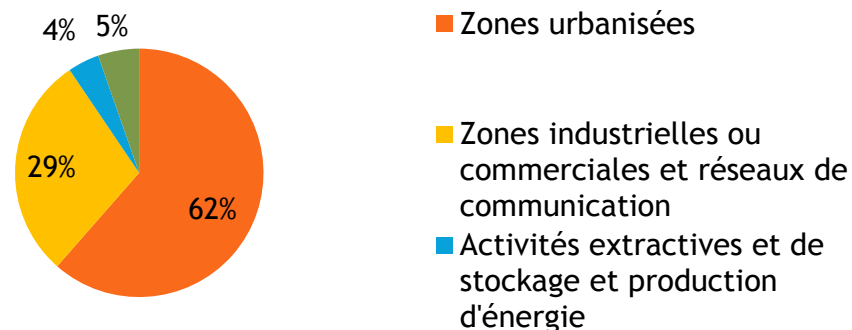 4% 5%
29%
62%
Zones urbanisées
Zones industrielles ou
commerciales et réseaux de
communication
Activités extractives et de
stockage et production
d'énergie